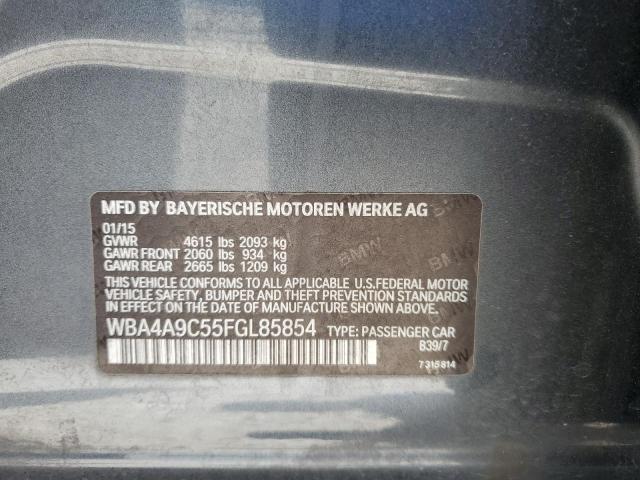 MFD BY BAYERISCHE MOTOREN WERKE AG
01/15
GVWR 4615 lbs 2093 kg
GAWR FRONT 2060 lbs 934 kg
GAWR REAR 2665 lbs 1209 kg
THIS VEHICLE CONFORMS TO ALL APPLICABLE U.S.FEDERAL MOTOR
VEHICLE SAFETY, BUMPER AND THEFT PREVENTION STANDARDS
IN EFFECT ON THE DATE OF MANUFACTURE SHOWN ABOVE.
WBA4A9C55FGL85854 TYPE: PASSENGER CAR
B39/7
7315814